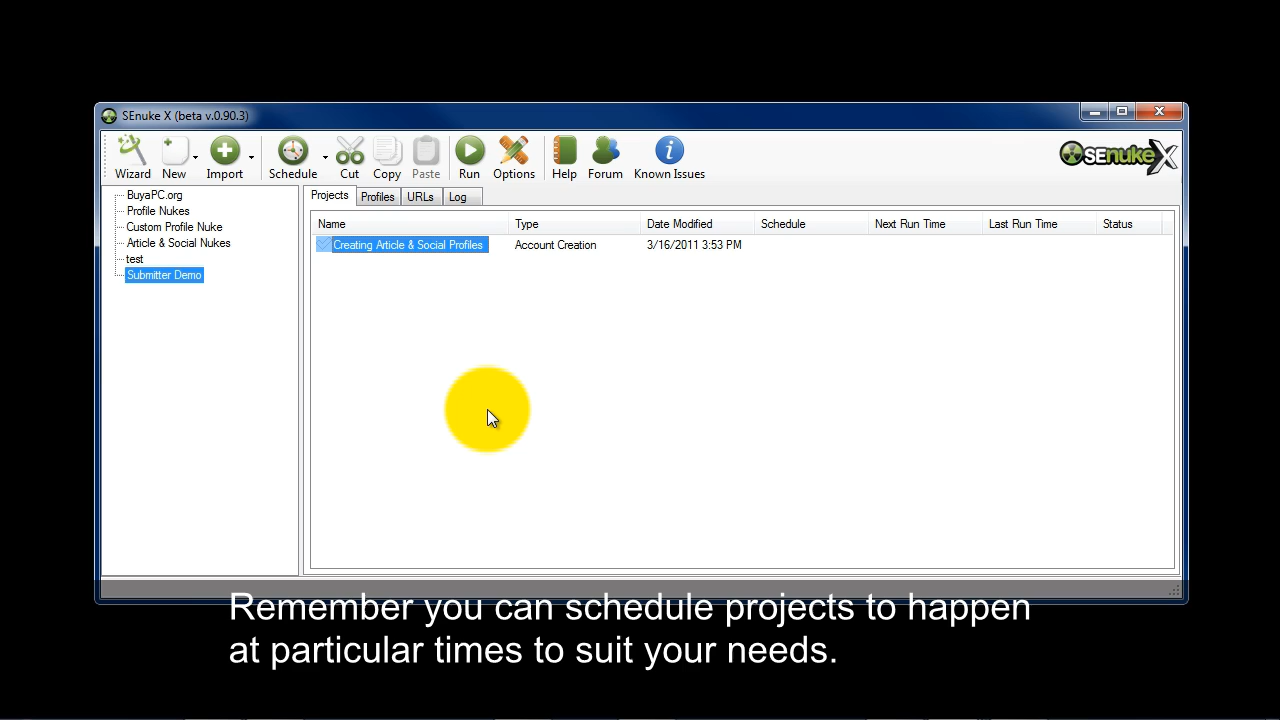 SEnuke X (beta v.0.90.3)
Wizard New Import Schedule Cut Copy Paste Run Options Help Forum Known Issues
SEnuke X
BuyaPC.org
Profile Nukes
Custom Profile Nuke
Article & Social Nukes
test
Submitter Demo
Projects Profiles URLs Log
Name Type Date Modified Schedule Next Run Time Last Run Time Status
Creating Article & Social Profiles Account Creation 3/16/2011 3:53 PM
Remember you can schedule projects to happen
at particular times to suit your needs.